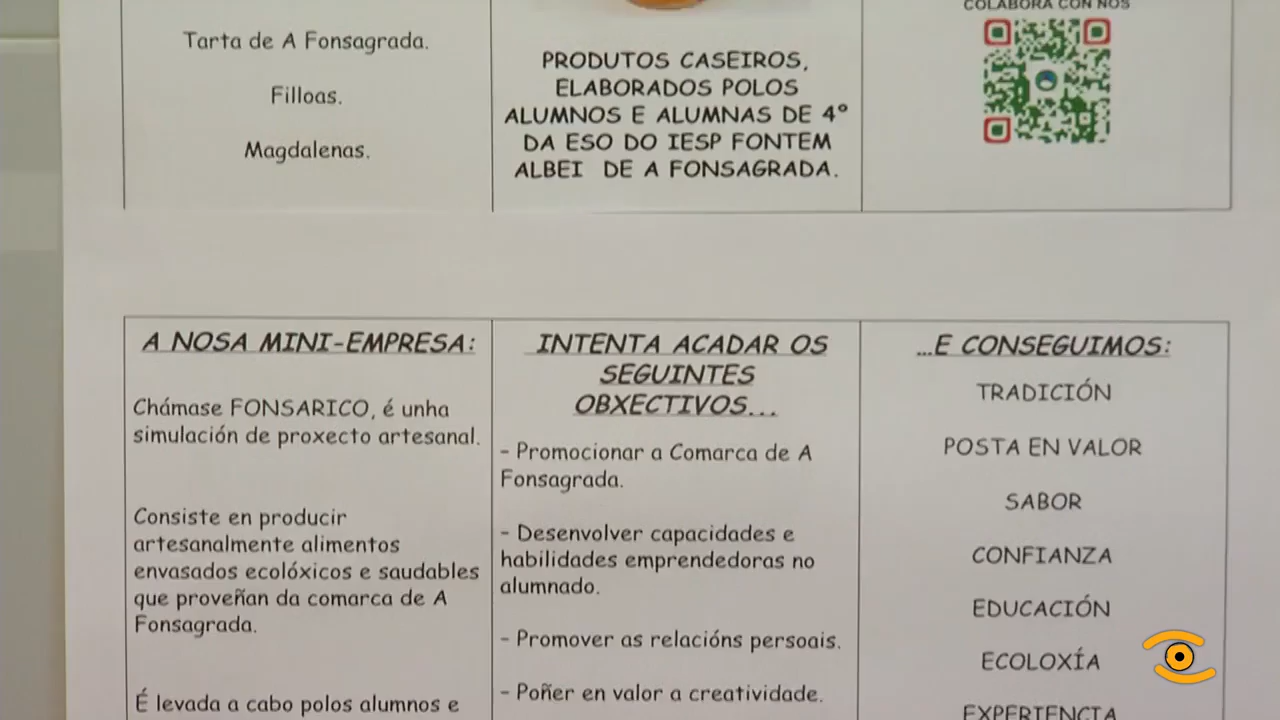 Tarta de A Fonsagrada.
Filloas.
Magdalenas.
PRODUTOS CASEIROS,
ELABORADOS POLOS
ALUMNOS E ALUMNAS DE 4º
DA ESO DO IESP FONTEM
ALBEI DE A FONSAGRADA.
COLABORA CON NOS
A NOSA MINI-EMPRESA:
Chámase FONSARICO, é unha
simulación de proxecto artesanal.
Consiste en producir
artesanalmente alimentos
envasados ecolóxicos e saudables
que proveñan da comarca de A
Fonsagrada.
É levada a cabo polos alumnos e
INTENTA ACADAR OS
SEGUINTES
OBXECTIVOS...
- Promocionar a Comarca de A
Fonsagrada.
- Desenvolver capacidades e
habilidades emprendedoras no
alumnado.
- Promover as relacións persoais.
- Poñer en valor a creatividade.
...E CONSEGUIMOS:
TRADICIÓN
POSTA EN VALOR
SABOR
CONFIANZA
EDUCACIÓN
ECOLOXÍA
EXPERIENCIA